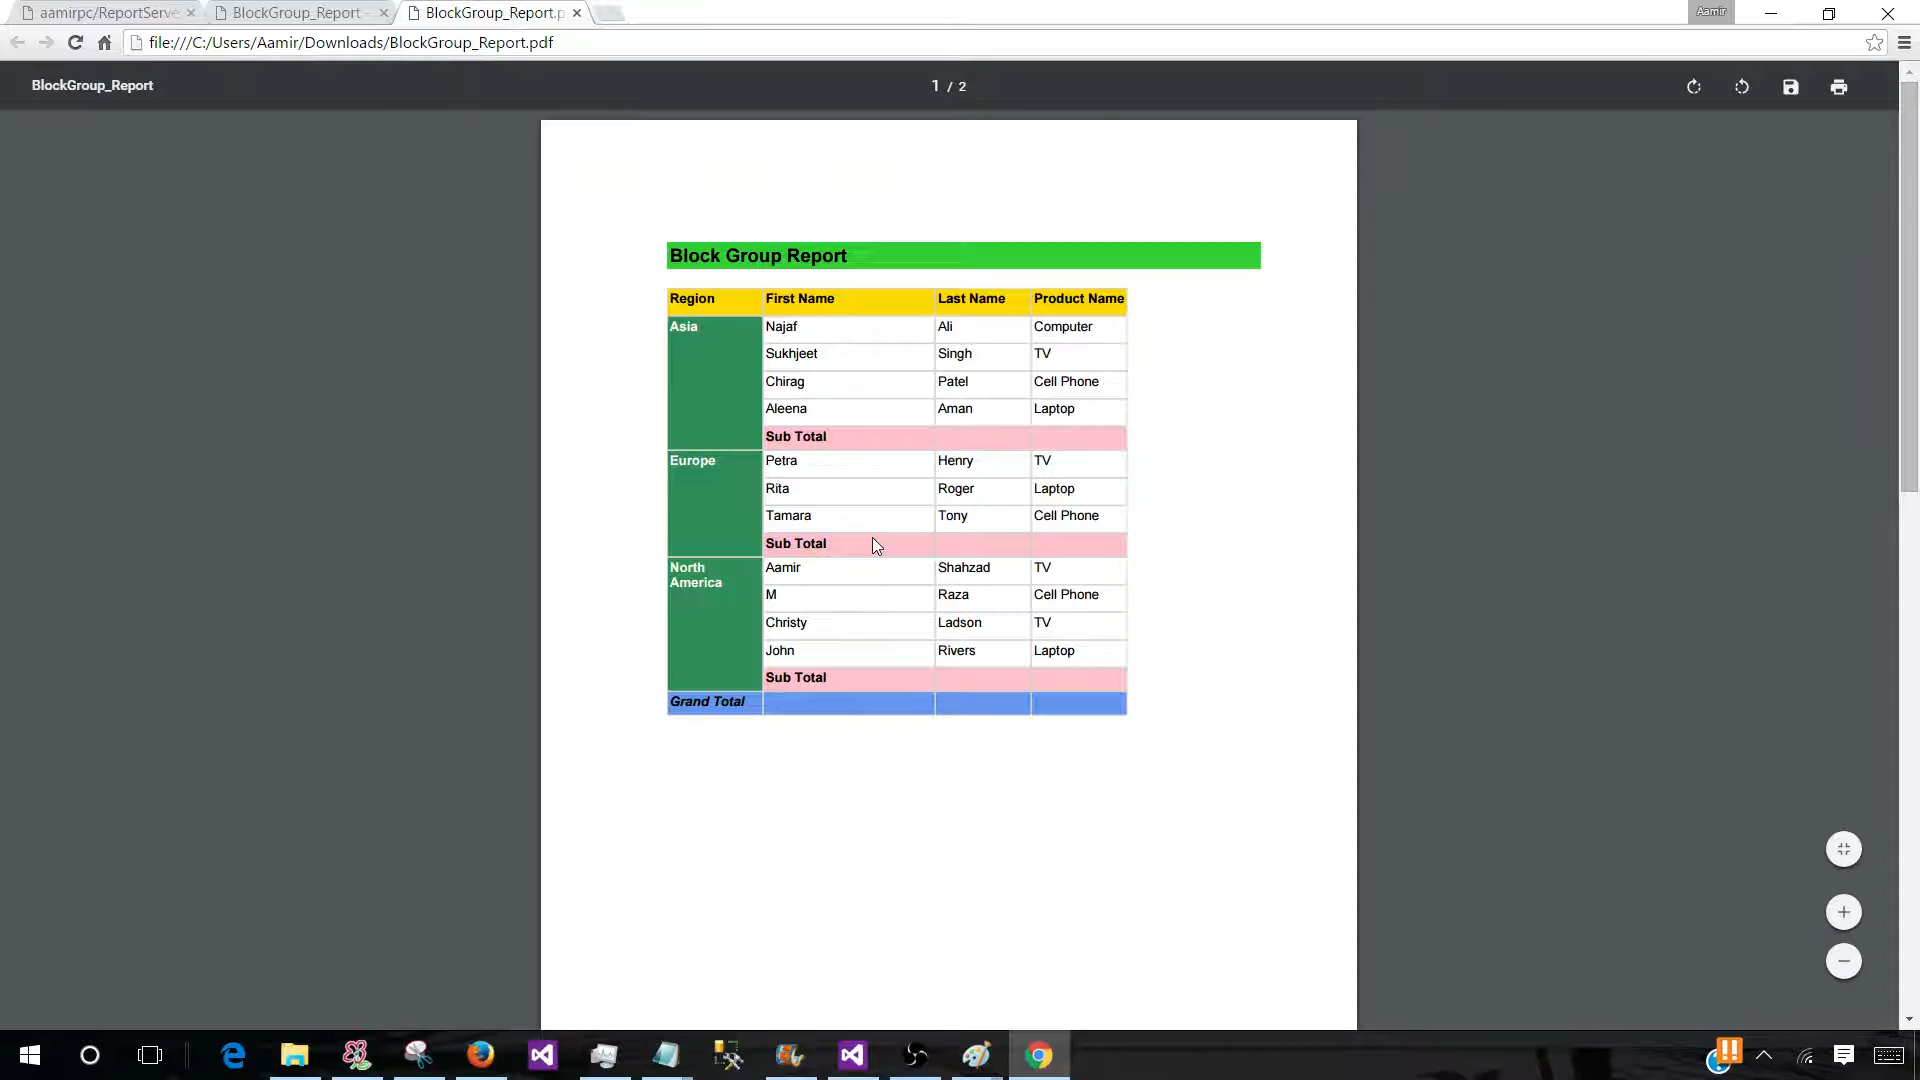 aamirpc/ReportServe
BlockGroup_Report -
BlockGroup_Report.p
Aamir
file:///C:/Users/Aamir/Downloads/BlockGroup_Report.pdf
BlockGroup_Report
1 / 2
Block Group Report
Region First Name Last Name Product Name
Asia Najaf Ali Computer
Sukhjeet Singh TV
Chirag Patel Cell Phone
Aleena Aman Laptop
Sub Total
Europe Petra Henry TV
Rita Roger Laptop
Tamara Tony Cell Phone
Sub Total
North America Aamir Shahzad TV
M Raza Cell Phone
Christy Ladson TV
John Rivers Laptop
Sub Total
Grand Total